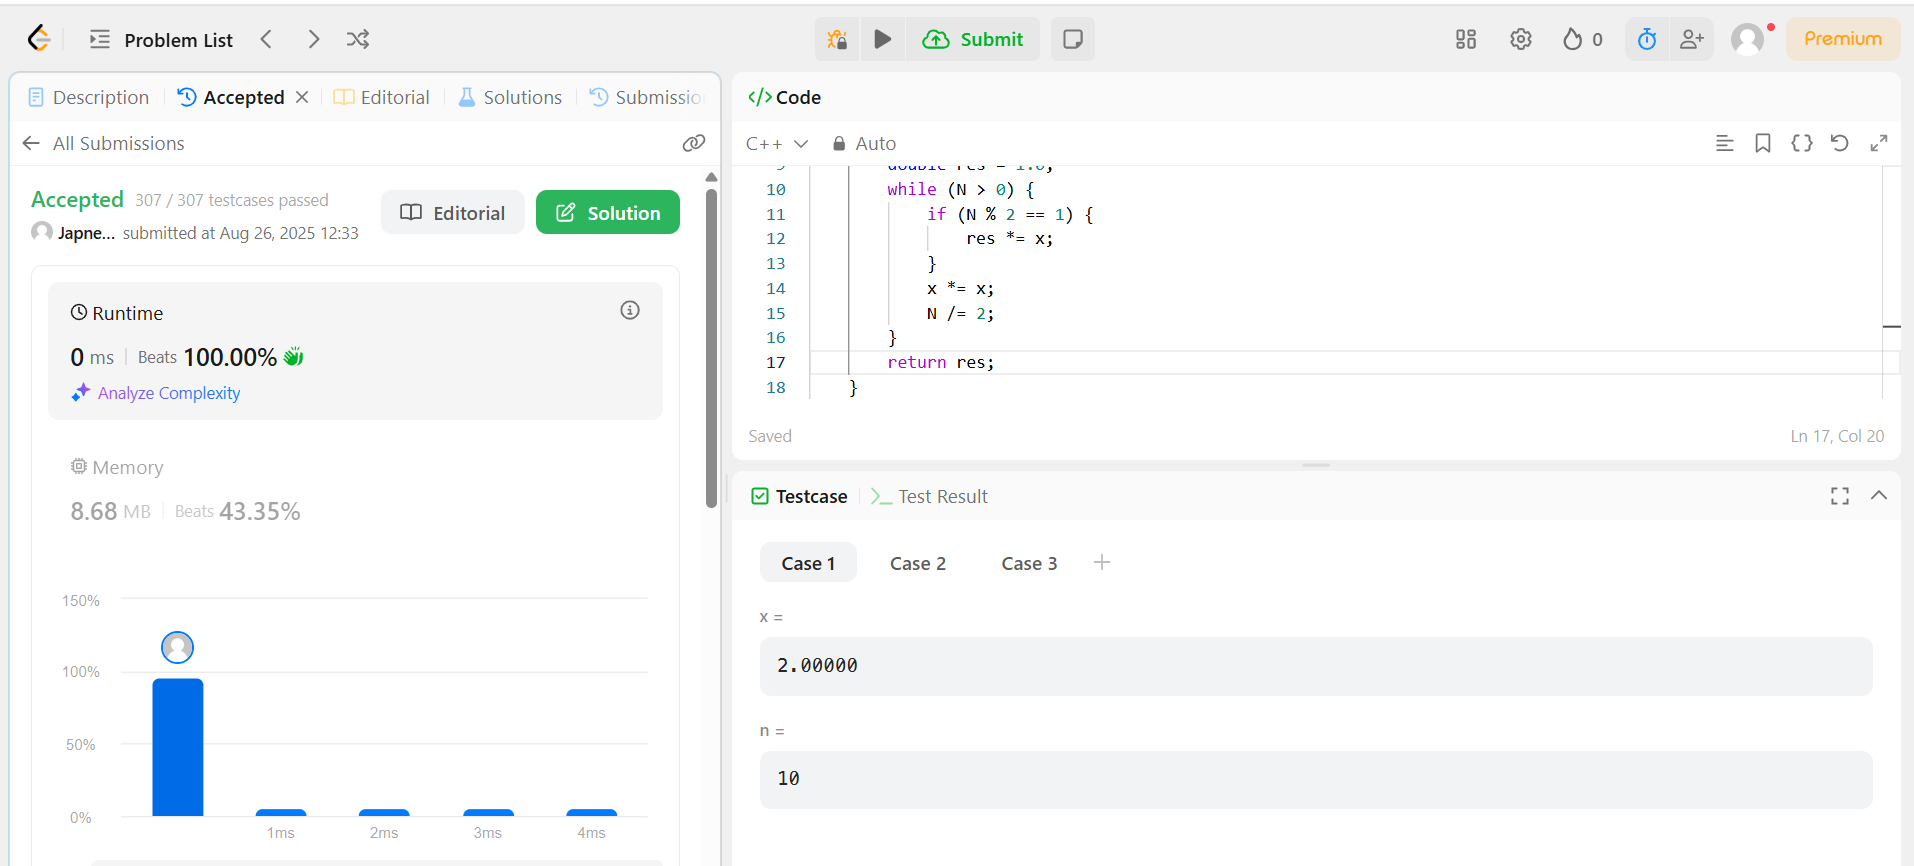 Problem List
Submit
0
Premium
Description
Accepted
Editorial
Solutions
Submissio
All Submissions
Accepted 307 / 307 testcases passed
Japne... submitted at Aug 26, 2025 12:33
Editorial
Solution
Runtime
0 ms Beats 100.00%
Analyze Complexity
Memory
8.68 MB Beats 43.35%
150%
100%
50%
0%
1ms 2ms 3ms 4ms
</>Code
C++ Auto
9 double res = 1.0;
10 while (N > 0) {
11 if (N % 2 == 1) {
12 res *= x;
13 }
14 x *= x;
15 N /= 2;
16 }
17 return res;
18 }
Saved
Ln 17, Col 20
Testcase
Test Result
Case 1 Case 2 Case 3
x =
2.00000
n =
10